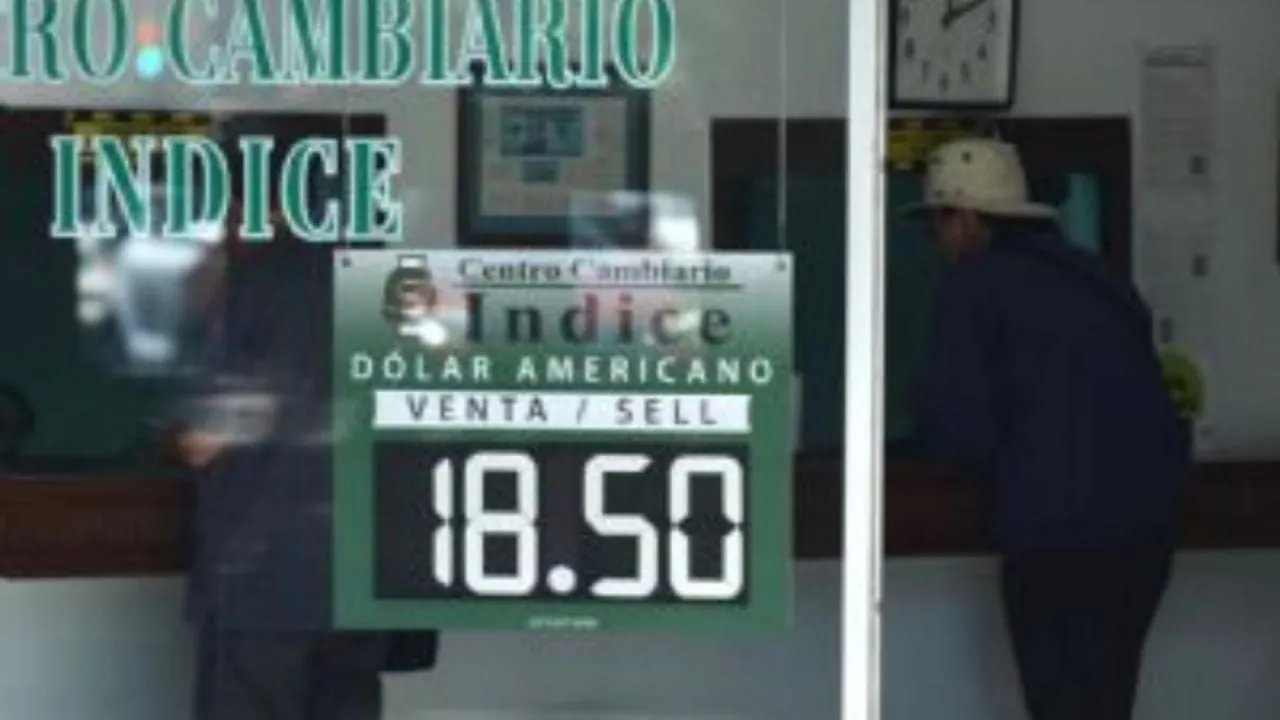 RO CAMBIARIO
INDICE
Centro Cambiario
Indice
DÓLAR AMERICANO
VENTA / SELL
18.50